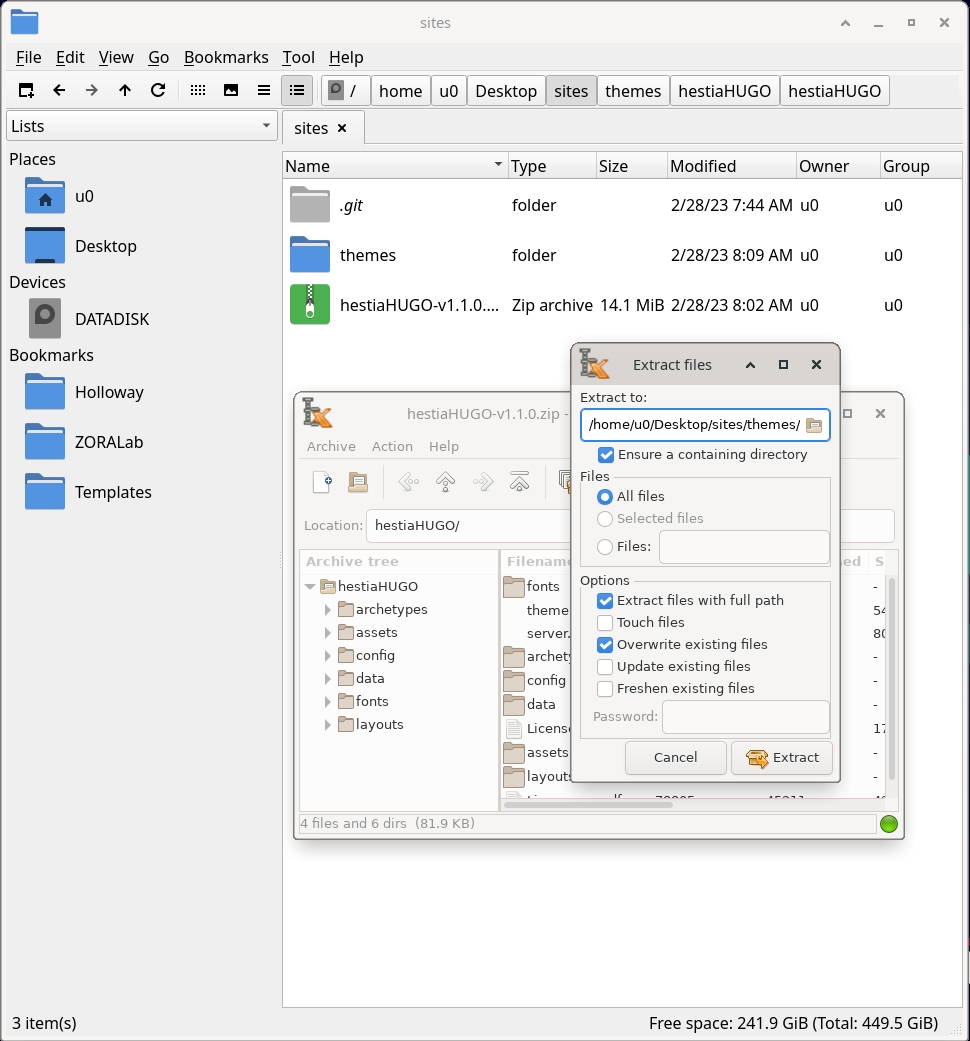 sites
File Edit View Go Bookmarks Tool Help
/ home u0 Desktop sites themes hestiaHUGO hestiaHUGO
Lists
sites
Places
u0
Desktop
Devices
DATADISK
Bookmarks
Holloway
ZORALab
Templates
Name Type Size Modified Owner Group
.git folder 2/28/23 7:44 AM u0 u0
themes folder 2/28/23 8:09 AM u0 u0
hestiaHUGO-v1.1.0.... Zip archive 14.1 MiB 2/28/23 8:02 AM u0 u0
hestiaHUGO-v1.1.0.zip -
Archive Action Help
Location: hestiaHUGO/
Archive tree
hestiaHUGO
archetypes
assets
config
data
fonts
layouts
Filename
fonts -
theme 54
server. 80
archety -
config -
data -
License 17
assets -
layouts -
4 files and 6 dirs (81.9 KB)
Extract files
Extract to:
/home/u0/Desktop/sites/themes/
Ensure a containing directory
Files
All files
Selected files
Files:
Options
Extract files with full path
Touch files
Overwrite existing files
Update existing files
Freshen existing files
Password:
Cancel Extract
3 item(s) Free space: 241.9 GiB (Total: 449.5 GiB)